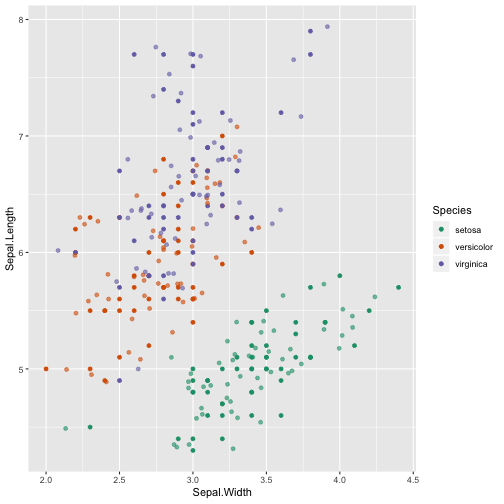 8
7
6
5
Sepal.Length
2.0 2.5 3.0 3.5 4.0 4.5
Sepal.Width
Species
setosa
versicolor
virginica